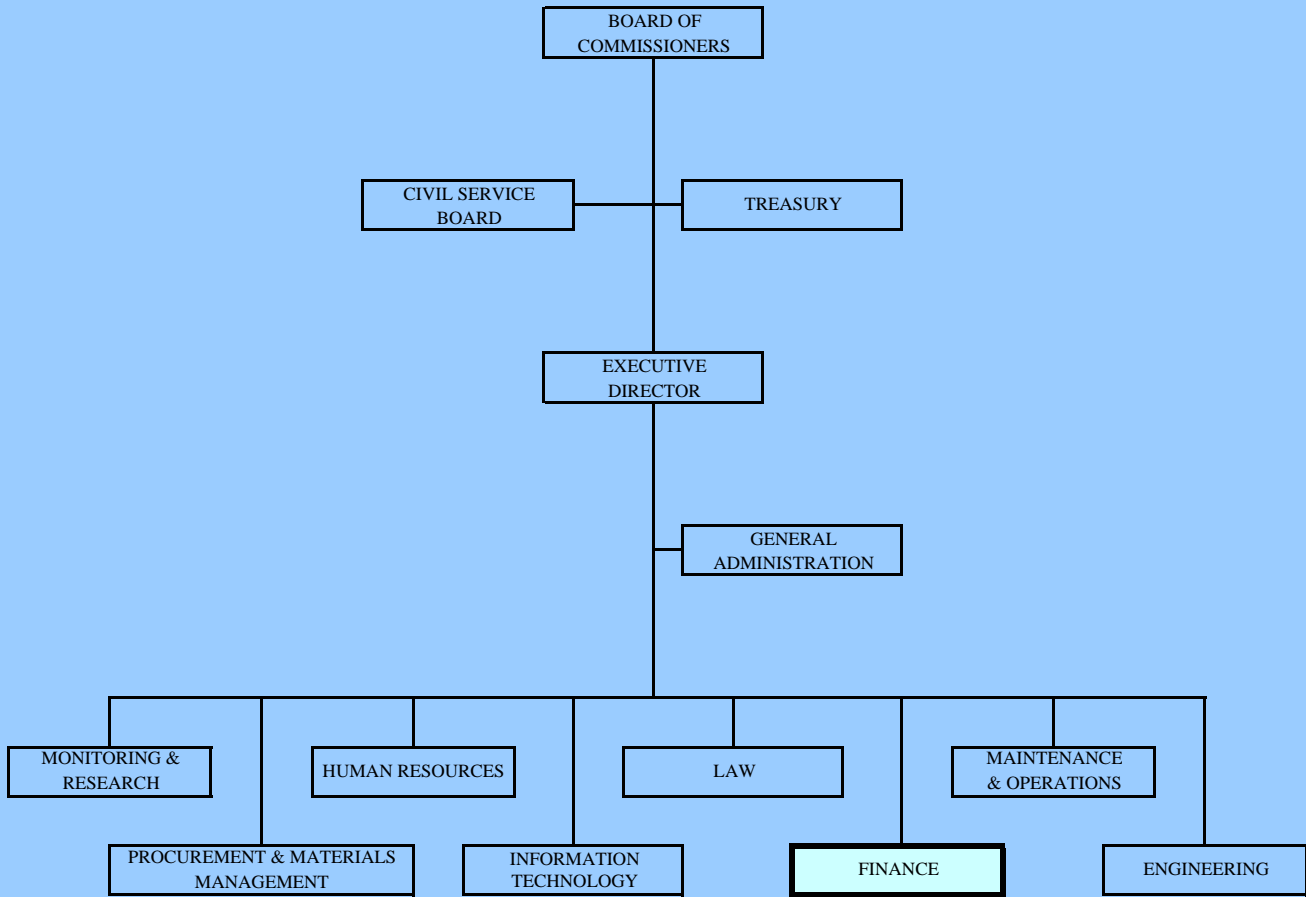 BOARD OF
COMMISSIONERS
CIVIL SERVICE
BOARD
TREASURY
EXECUTIVE
DIRECTOR
GENERAL
ADMINISTRATION
MONITORING &
RESEARCH
HUMAN RESOURCES
LAW
MAINTENANCE
& OPERATIONS
PROCUREMENT & MATERIALS
MANAGEMENT
INFORMATION
TECHNOLOGY
FINANCE
ENGINEERING